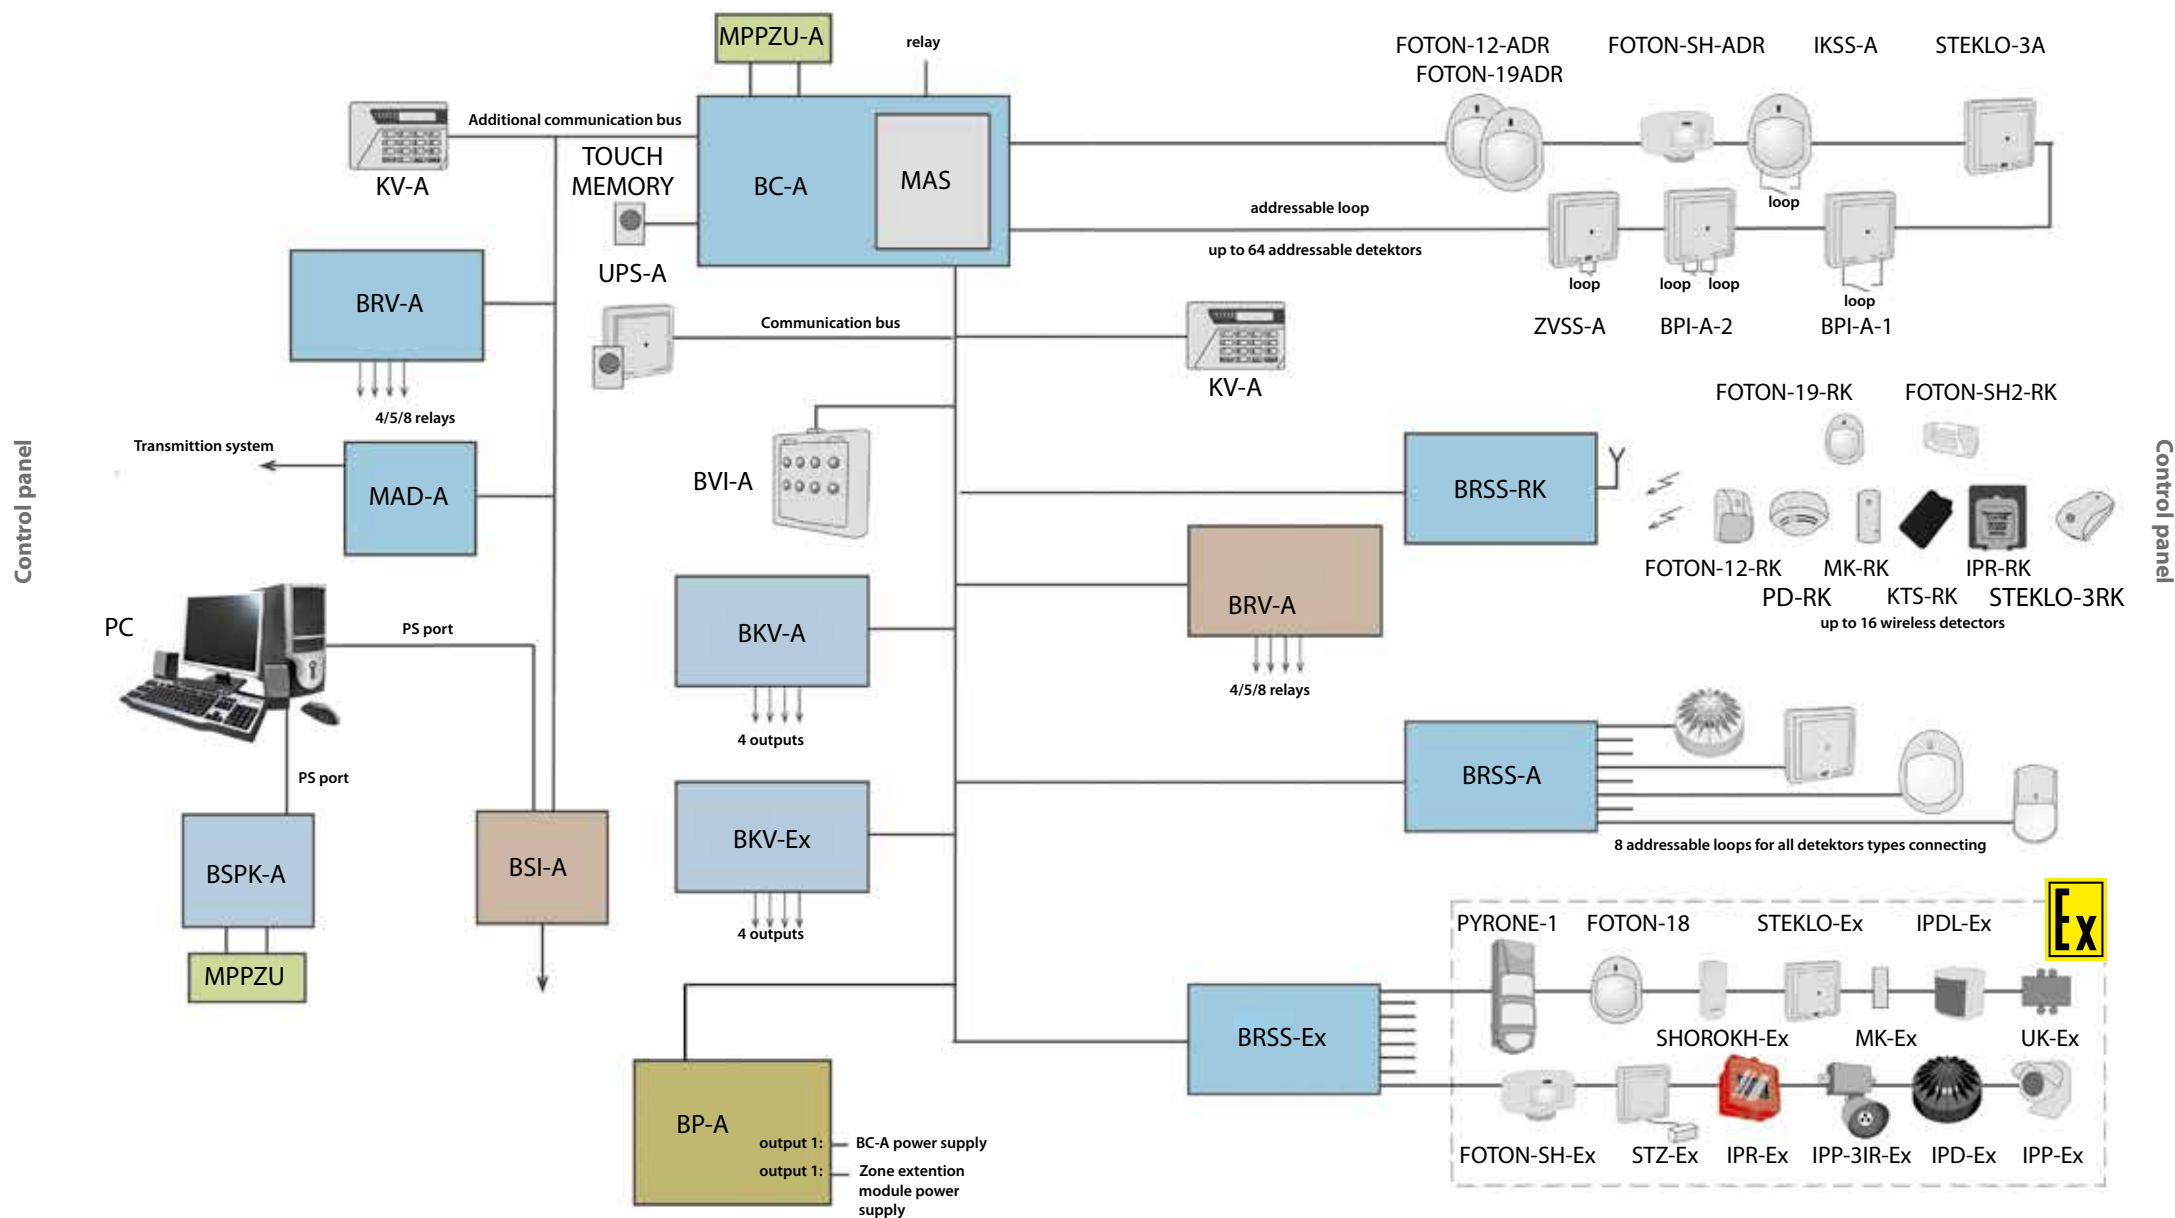 MPPZU-A
relay
FOTON-12-ADR
FOTON-19ADR
FOTON-SH-ADR
IKSS-A
STEKLO-3A
Additional communication bus
KV-A
TOUCH
MEMORY
BC-A
MAS
UPS-A
addressable loop
up to 64 addressable detektors
loop
loop
loop
loop
loop
ZVSS-A
BPI-A-2
BPI-A-1
BRV-A
4/5/8 relays
Communication bus
KV-A
Transmittion system
MAD-A
BVI-A
FOTON-19-RK
FOTON-SH2-RK
BRSS-RK
FOTON-12-RK
PD-RK
MK-RK
KTS-RK
IPR-RK
STEKLO-3RK
up to 16 wireless detectors
Control panel
Control panel
PC
PS port
PS port
BSPK-A
MPPZU
BSI-A
BKV-A
4 outputs
BRV-A
4/5/8 relays
BKV-Ex
4 outputs
BRSS-A
8 addressable loops for all detektors types connecting
Ex
PYRONE-1
FOTON-18
STEKLO-Ex
IPDL-Ex
BRSS-Ex
SHOROKH-Ex
MK-Ex
UK-Ex
FOTON-SH-Ex
STZ-Ex
IPR-Ex
IPP-3IR-Ex
IPD-Ex
IPP-Ex
BP-A
output 1:
BC-A power supply
output 1:
Zone extention
module power
supply